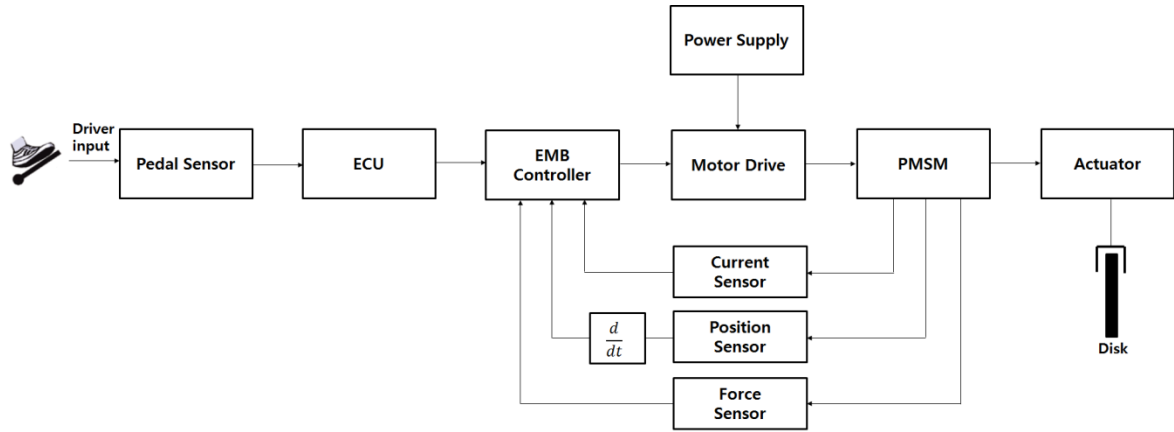 Power Supply
Driver
input
Pedal Sensor
ECU
EMB
Controller
Motor Drive
PMSM
Actuator
Current
Sensor
d
dt
Position
Sensor
Disk
Force
Sensor